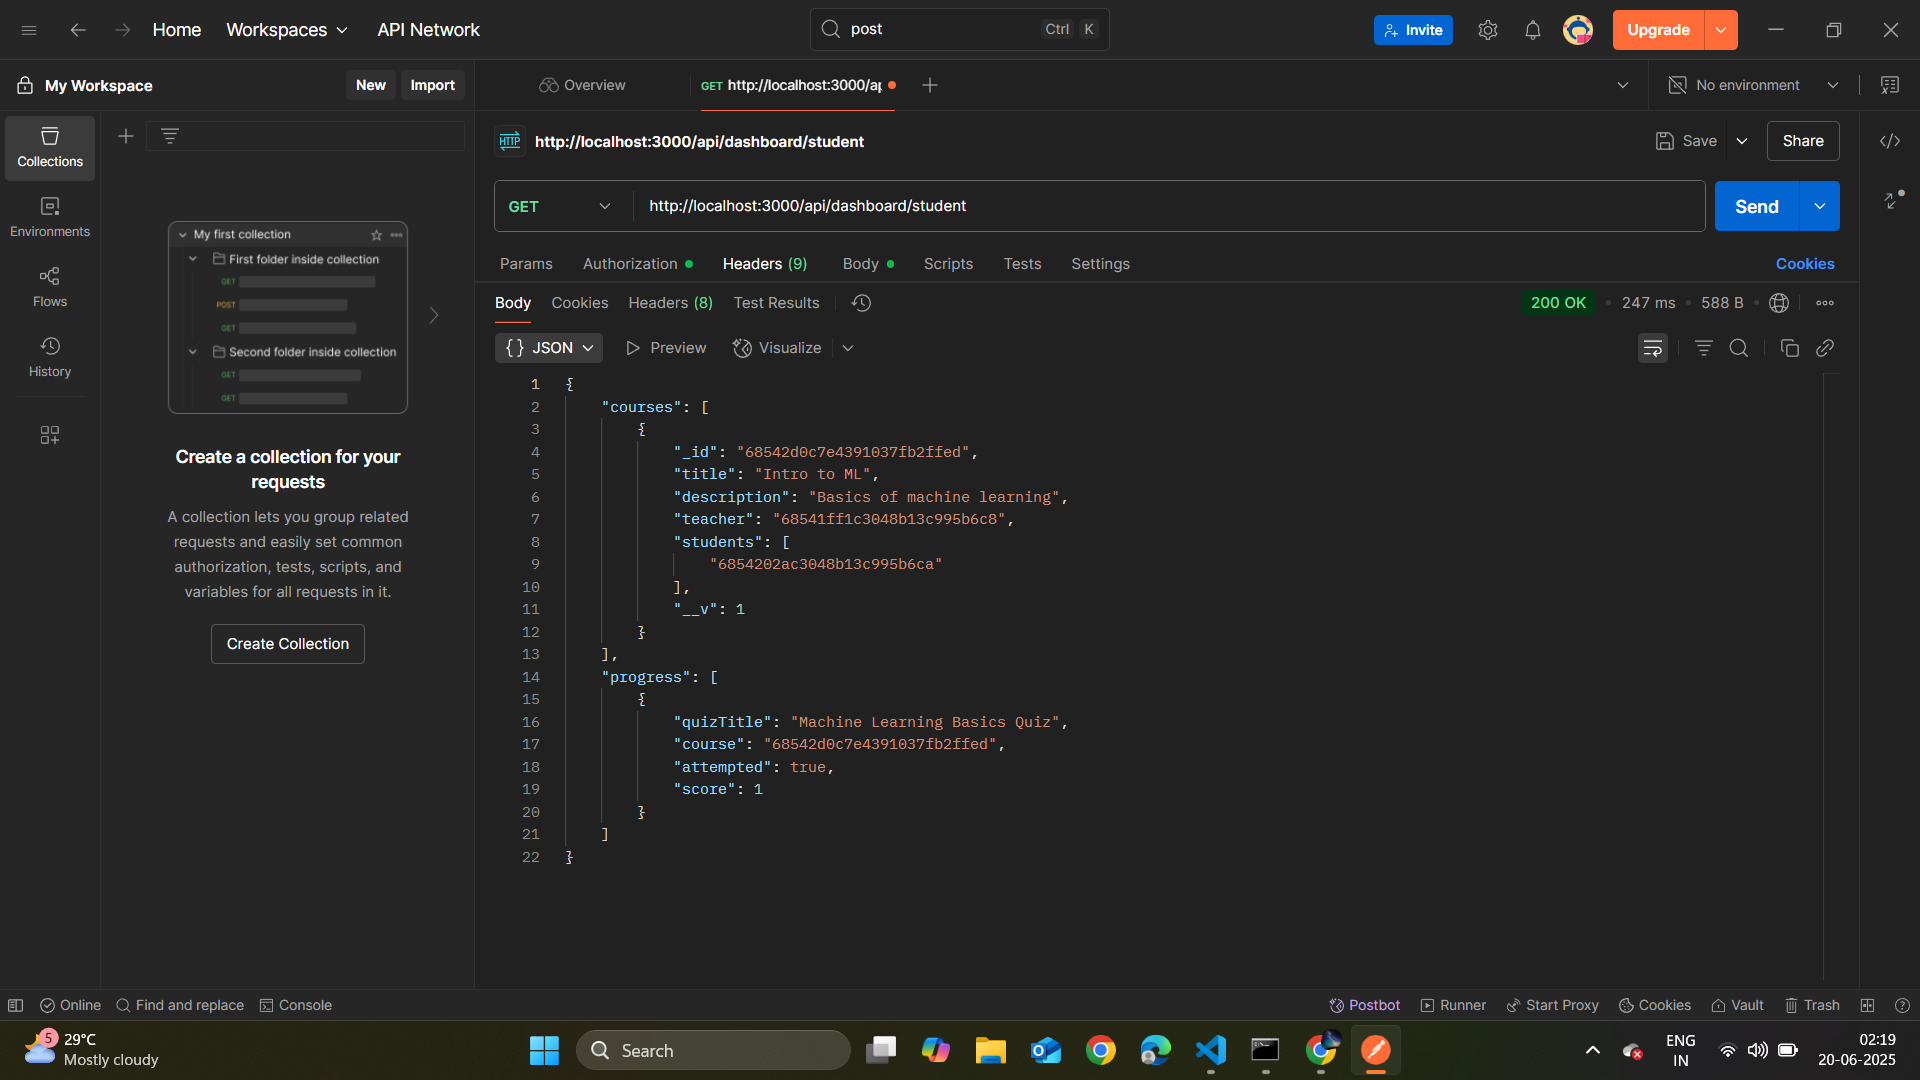 Home Workspaces API Network post Ctrl K Invite Upgrade
My Workspace New Import Overview GET http://localhost:3000/ap No environment
Collections
Environments
Flows
History
My first collection
First folder inside collection
GET
POST
GET
Second folder inside collection
GET
GET
Create a collection for your
requests
A collection lets you group related
requests and easily set common
authorization, tests, scripts, and
variables for all requests in it.
Create Collection
HTTP http://localhost:3000/api/dashboard/student Save Share
GET http://localhost:3000/api/dashboard/student Send
Params Authorization Headers (9) Body Scripts Tests Settings Cookies
Body Cookies Headers (8) Test Results 200 OK 247 ms 588 B
{} JSON Preview Visualize
1 {
2 "courses": [
3 {
4 "_id": "68542d0c7e4391037fb2ffed",
5 "title": "Intro to ML",
6 "description": "Basics of machine learning",
7 "teacher": "68541ff1c3048b13c995b6c8",
8 "students": [
9 "6854202ac3048b13c995b6ca"
10 ],
11 "__v": 1
12 }
13 ],
14 "progress": [
15 {
16 "quizTitle": "Machine Learning Basics Quiz",
17 "course": "68542d0c7e4391037fb2ffed",
18 "attempted": true,
19 "score": 1
20 }
21 ]
22 }
Online Find and replace Console Postbot Runner Start Proxy Cookies Vault Trash
5 29°C
Mostly cloudy
Search
ENG
IN
02:19
20-06-2025